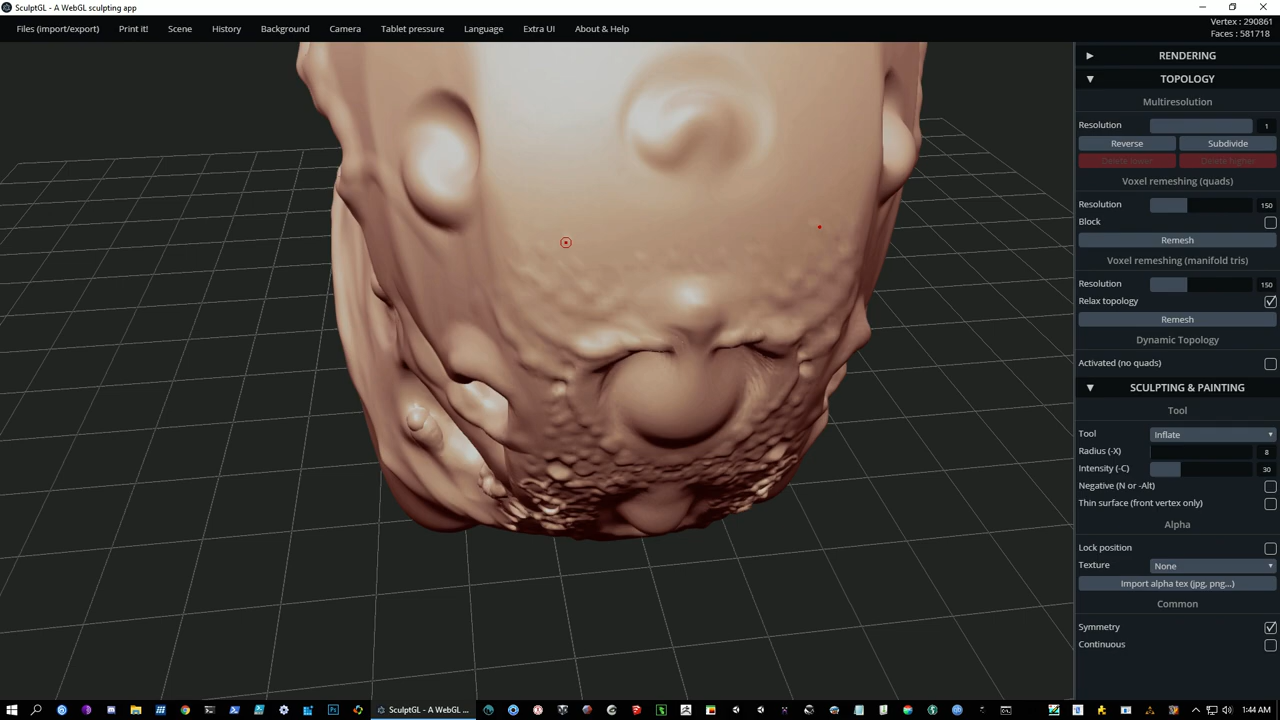 SculptGL - A WebGL sculpting app
Files (import/export) Print it! Scene History Background Camera Tablet pressure Language Extra UI About & Help
Vertex : 290861
Faces : 581718
RENDERING
TOPOLOGY
Multiresolution
Resolution 1
Reverse Subdivide
Delete lower Delete higher
Voxel remeshing (quads)
Resolution 150
Block
Remesh
Voxel remeshing (manifold tris)
Resolution 150
Relax topology
Remesh
Dynamic Topology
Activated (no quads)
SCULPTING & PAINTING
Tool
Tool Inflate
Radius (-X) 8
Intensity (-C) 30
Negative (N or -Alt)
Thin surface (front vertex only)
Alpha
Lock position
Texture None
Import alpha tex (jpg, png...)
Common
Symmetry
Continuous
SculptGL - A WebGL ...
1:44 AM